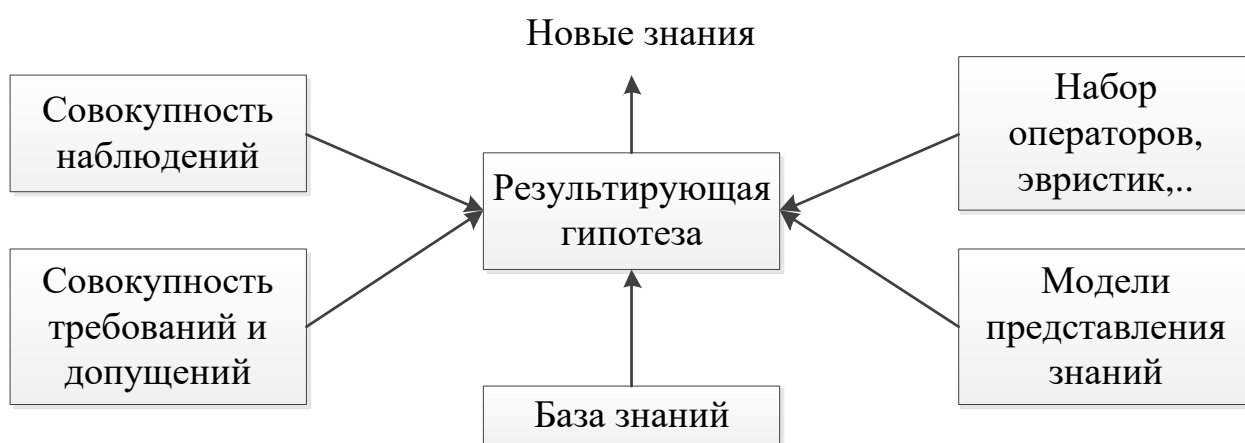 Новые знания
Совокупность
наблюдений
Набор
операторов,
эвристик,..
Результирующая
гипотеза
Совокупность
требований и
допущений
Модели
представления
знаний
База знаний